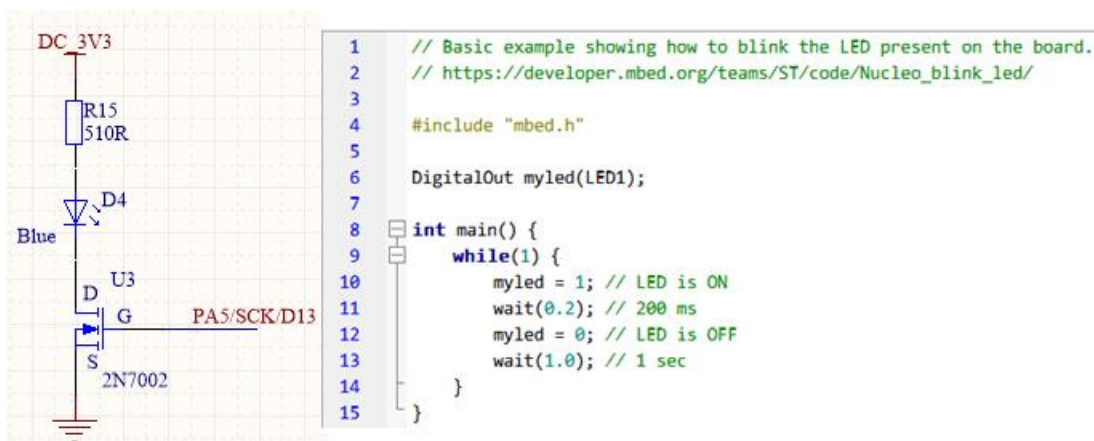 DC_3V3
R15
510R
D4
Blue
U3
D
G
PA5/SCK/D13
S
2N7002
1 // Basic example showing how to blink the LED present on the board.
2 // https://developer.mbed.org/teams/ST/code/Nucleo_blink_led/
3
4 #include "mbed.h"
5
6 DigitalOut myled(LED1);
7
8 int main() {
9 while(1) {
10 myled = 1; // LED is ON
11 wait(0.2); // 200 ms
12 myled = 0; // LED is OFF
13 wait(1.0); // 1 sec
14 }
15 }